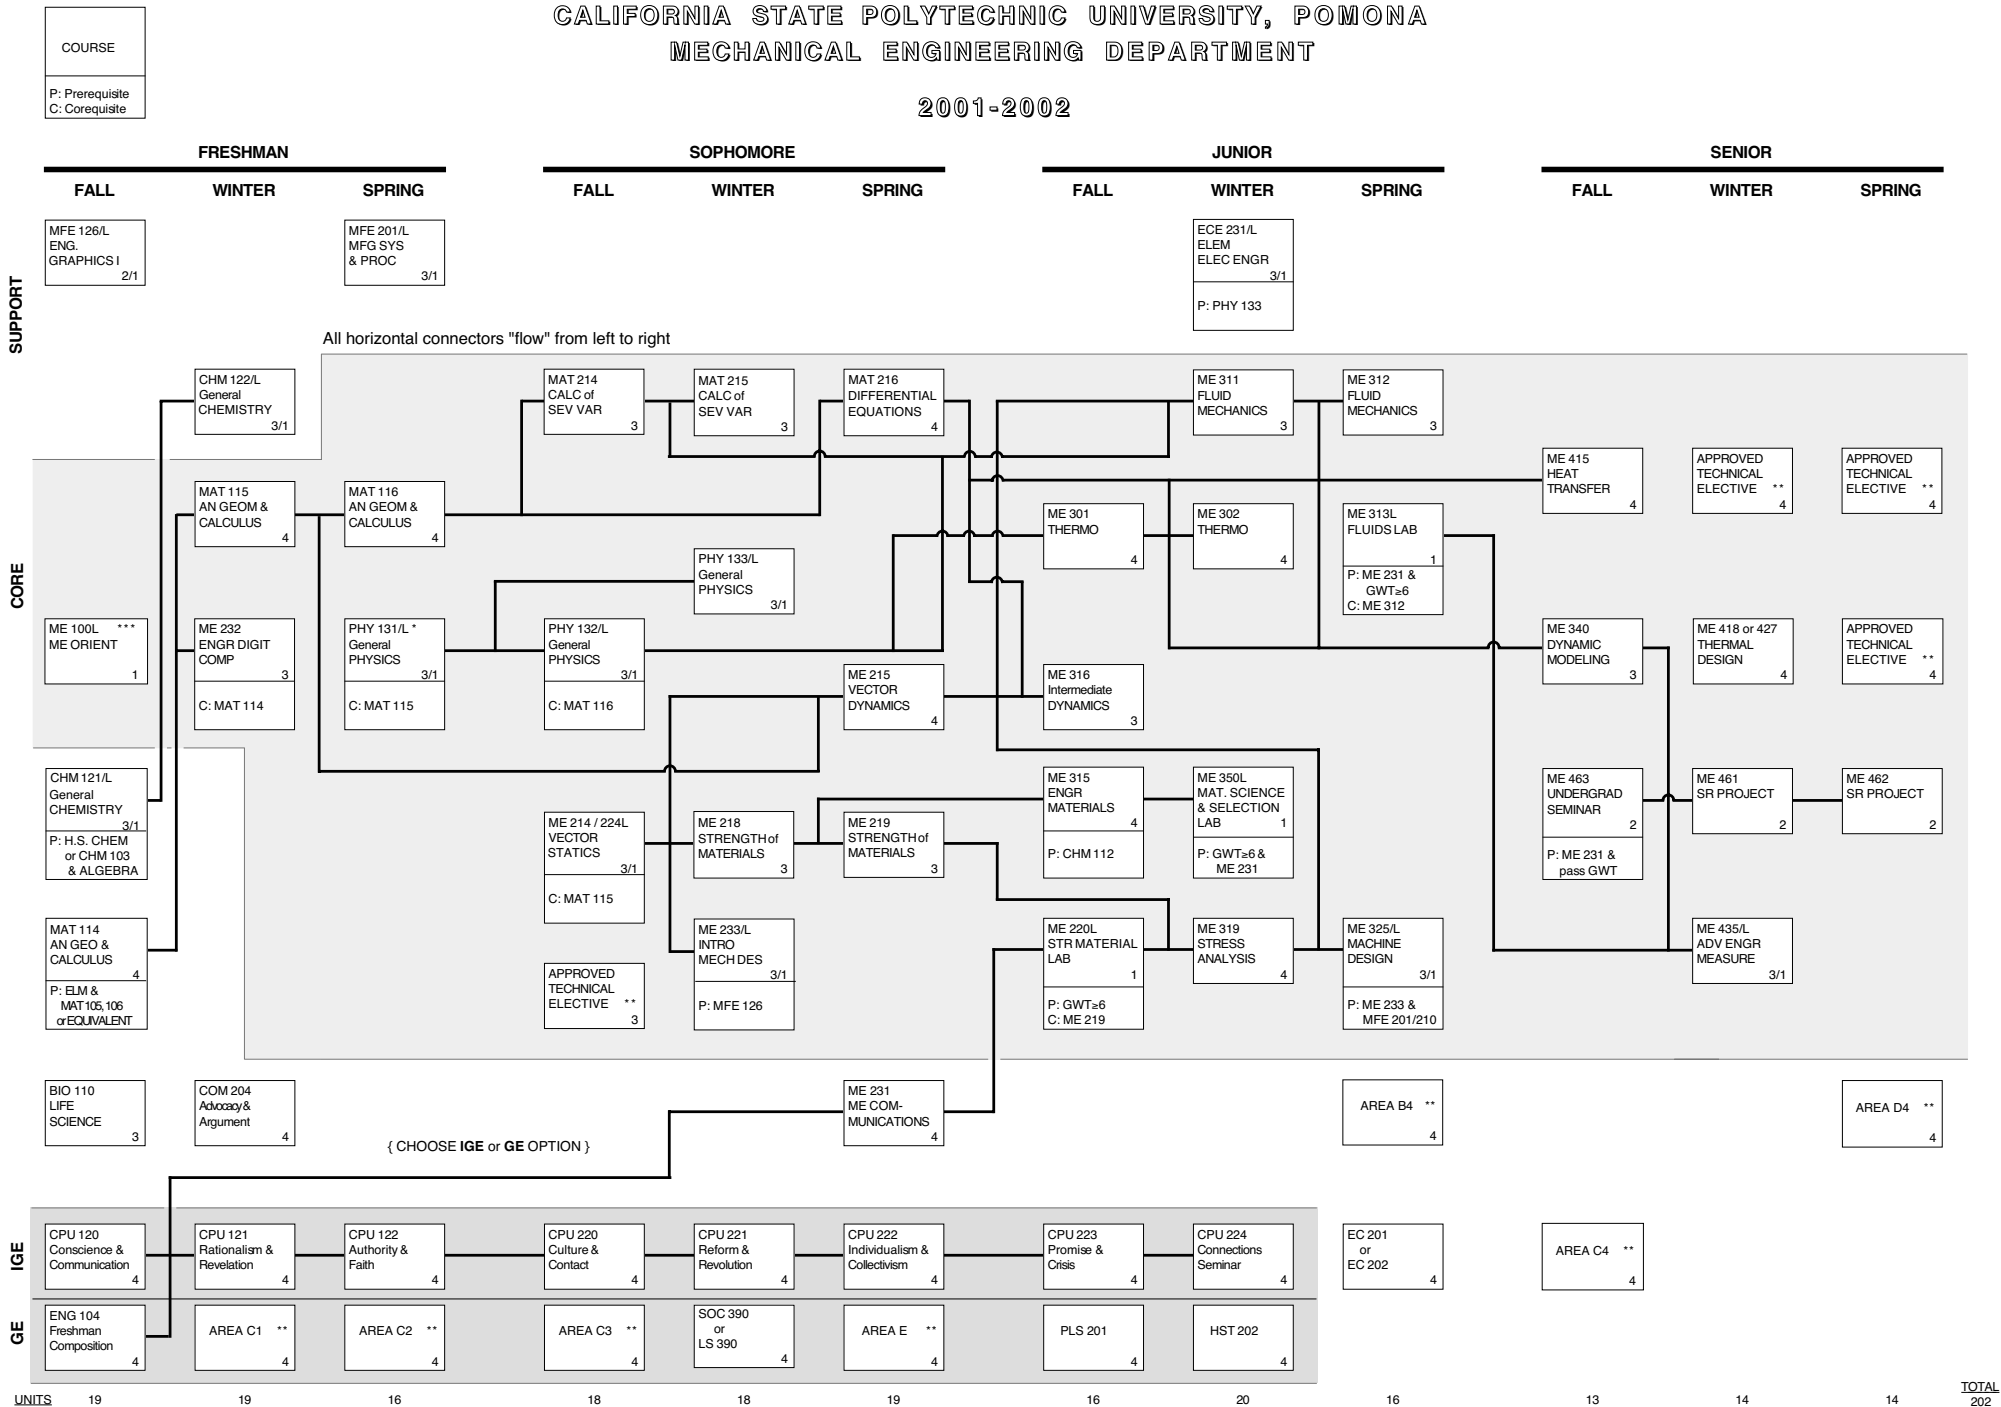 CALIFORNIA STATE POLYTECHNIC UNIVERSITY, POMONA
MECHANICAL ENGINEERING DEPARTMENT
2001-2002
COURSE
P: Prerequisite
C: Corequisite
FRESHMAN
SOPHOMORE
JUNIOR
SENIOR
FALL
WINTER
SPRING
FALL
WINTER
SPRING
FALL
WINTER
SPRING
FALL
WINTER
SPRING
SUPPORT
MFE 126/L
ENG.
GRAPHICS I
2/1
MFE 201/L
MFG SYS
& PROC
3/1
ECE 231/L
ELEM
ELEC ENGR
3/1
P: PHY 133
All horizontal connectors "flow" from left to right
CHM 122/L
General
CHEMISTRY
3/1
MAT 214
CALC of
SEV VAR
3
MAT 215
CALC of
SEV VAR
3
MAT 216
DIFFERENTIAL
EQUATIONS
4
ME 311
FLUID
MECHANICS
3
ME 312
FLUID
MECHANICS
3
CORE
MAT 115
AN GEOM &
CALCULUS
4
MAT 116
AN GEOM &
CALCULUS
4
ME 415
HEAT
TRANSFER
4
APPROVED
TECHNICAL
ELECTIVE **
4
APPROVED
TECHNICAL
ELECTIVE **
4
PHY 133/L
General
PHYSICS
3/1
ME 301
THERMO
4
ME 302
THERMO
4
ME 313L
FLUIDS LAB
1
P: ME 231 &
GWT≥6
C: ME 312
ME 100L ***
ME ORIENT
1
ME 232
ENGR DIGIT
COMP
3
C: MAT 114
PHY 131/L *
General
PHYSICS
3/1
C: MAT 115
PHY 132/L
General
PHYSICS
3/1
C: MAT 116
ME 215
VECTOR
DYNAMICS
4
ME 316
Intermediate
DYNAMICS
3
ME 340
DYNAMIC
MODELING
3
ME 418 or 427
THERMAL
DESIGN
4
APPROVED
TECHNICAL
ELECTIVE **
4
CHM 121/L
General
CHEMISTRY
3/1
P: H.S. CHEM
or CHM 103
& ALGEBRA
ME 214 / 224L
VECTOR
STATICS
3/1
C: MAT 115
ME 218
STRENGTH of
MATERIALS
3
ME 219
STRENGTH of
MATERIALS
3
ME 315
ENGR
MATERIALS
4
P: CHM 112
ME 350L
MAT. SCIENCE
& SELECTION
LAB 1
P: GWT≥6 &
ME 231
ME 463
UNDERGRAD
SEMINAR
2
P: ME 231 &
pass GWT
ME 461
SR PROJECT
2
ME 462
SR PROJECT
2
MAT 114
AN GEO &
CALCULUS
4
P: ELM &
MAT 105, 106
or EQUIVALENT
APPROVED
TECHNICAL
ELECTIVE **
3
ME 233/L
INTRO
MECH DES
3/1
P: MFE 126
ME 220L
STR MATERIAL
LAB
1
P: GWT≥6
C: ME 219
ME 319
STRESS
ANALYSIS
4
ME 325/L
MACHINE
DESIGN
3/1
P: ME 233 &
MFE 201/210
ME 435/L
ADV ENGR
MEASURE
3/1
BIO 110
LIFE
SCIENCE
3
COM 204
Advocacy &
Argument
4
{ CHOOSE IGE or GE OPTION }
ME 231
ME COM-
MUNICATIONS
4
AREA B4 **
4
AREA D4 **
4
IGE
CPU 120
Conscience &
Communication
4
CPU 121
Rationalism &
Revelation
4
CPU 122
Authority &
Faith
4
CPU 220
Culture &
Contact
4
CPU 221
Reform &
Revolution
4
CPU 222
Individualism &
Collectivism
4
CPU 223
Promise &
Crisis
4
CPU 224
Connections
Seminar
4
EC 201
or
EC 202
4
AREA C4 **
4
GE
ENG 104
Freshman
Composition
4
AREA C1 **
4
AREA C2 **
4
AREA C3 **
4
SOC 390
or
LS 390
4
AREA E **
4
PLS 201
4
HST 202
4
UNITS 19 19 16 18 18 19 16 20 16 13 14 14
TOTAL
202